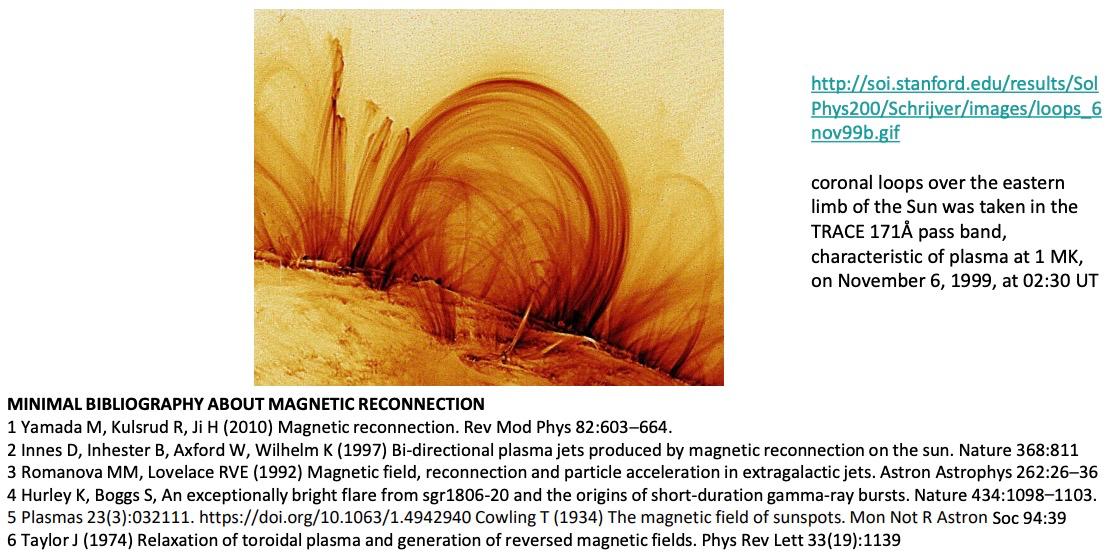 http://soi.stanford.edu/results/Sol
Phys200/Schrijver/images/loops_6
nov99b.gif
coronal loops over the eastern
limb of the Sun was taken in the
TRACE 171Å pass band,
characteristic of plasma at 1 MK,
on November 6, 1999, at 02:30 UT
MINIMAL BIBLIOGRAPHY ABOUT MAGNETIC RECONNECTION
1 Yamada M, Kulsrud R, Ji H (2010) Magnetic reconnection. Rev Mod Phys 82:603–664.
2 Innes D, Inhester B, Axford W, Wilhelm K (1997) Bi-directional plasma jets produced by magnetic reconnection on the sun. Nature 368:811
3 Romanova MM, Lovelace RVE (1992) Magnetic field, reconnection and particle acceleration in extragalactic jets. Astron Astrophys 262:26–36
4 Hurley K, Boggs S, An exceptionally bright flare from sgr1806-20 and the origins of short-duration gamma-ray bursts. Nature 434:1098–1103.
5 Plasmas 23(3):032111. https://doi.org/10.1063/1.4942940 Cowling T (1934) The magnetic field of sunspots. Mon Not R Astron Soc 94:39
6 Taylor J (1974) Relaxation of toroidal plasma and generation of reversed magnetic fields. Phys Rev Lett 33(19):1139